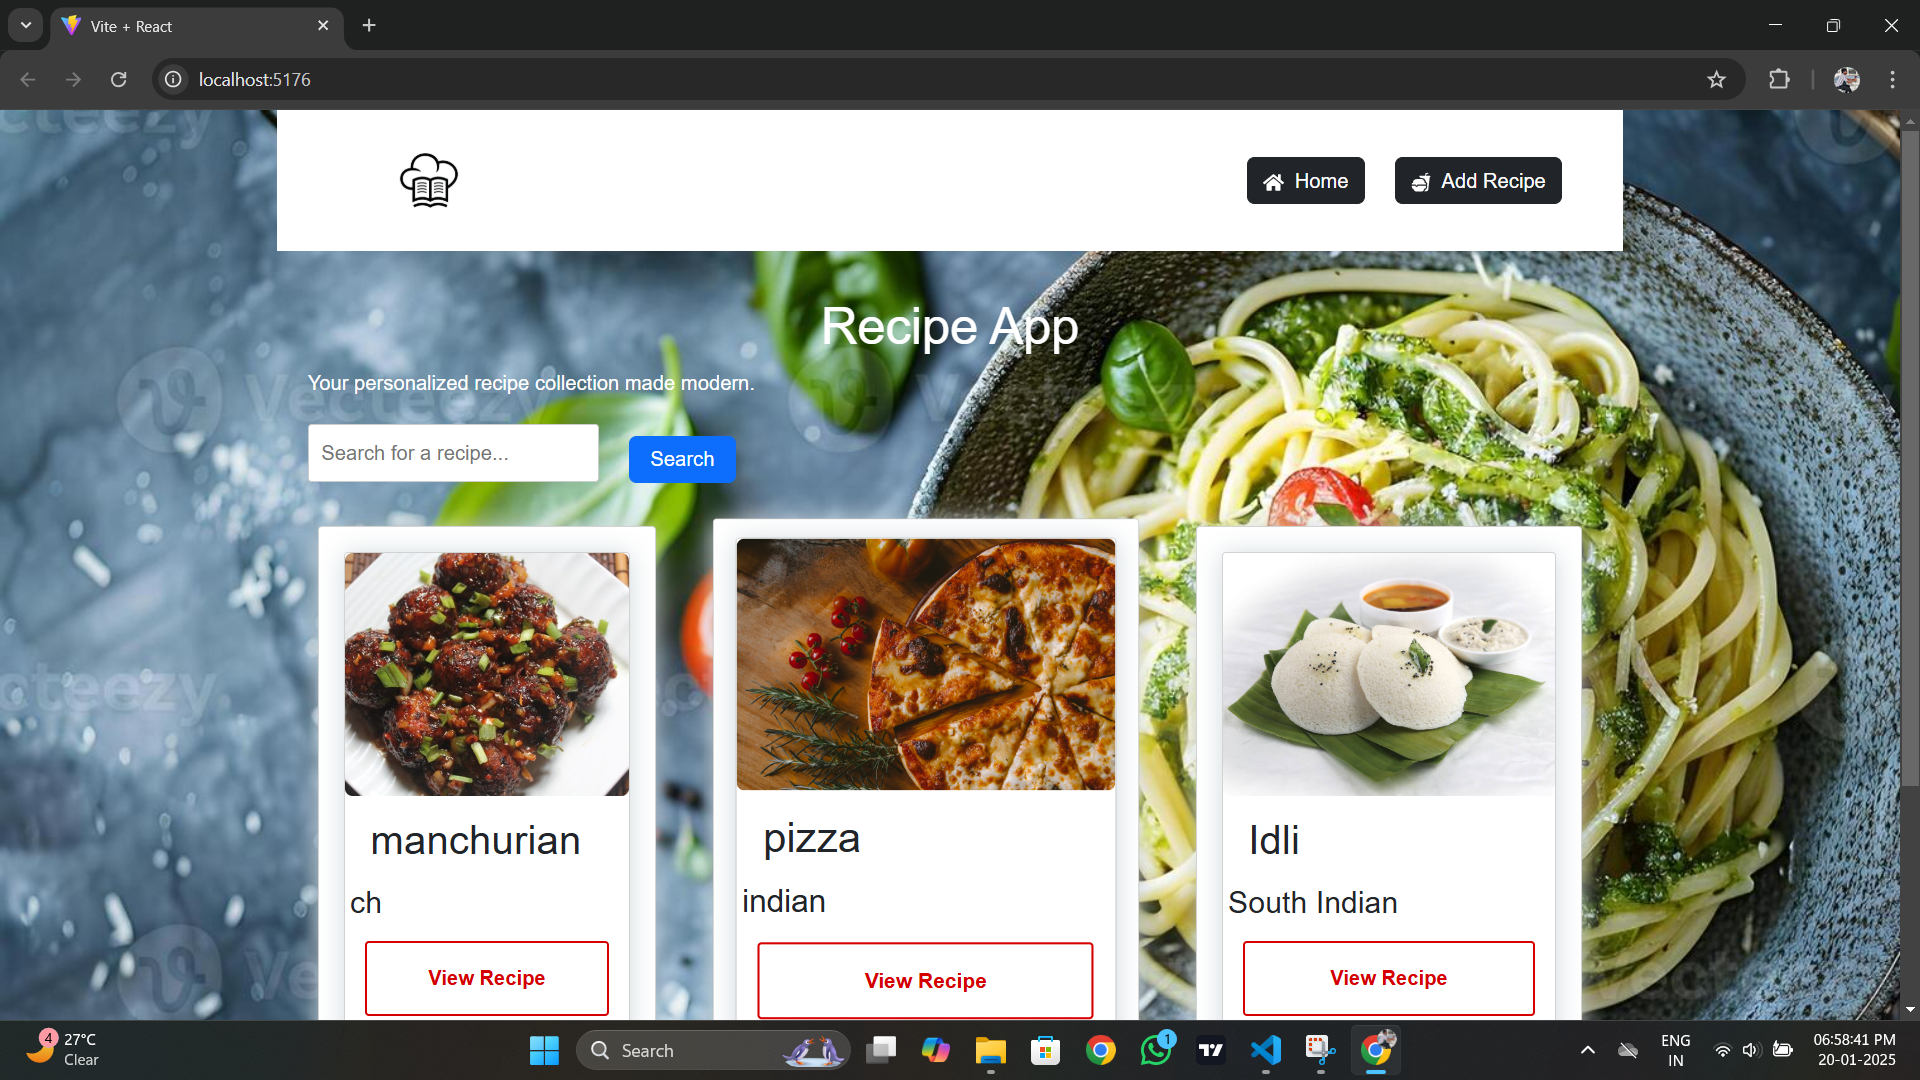 Vite + React
localhost:5176
Home
Add Recipe
Recipe App
Your personalized recipe collection made modern.
Search for a recipe...
Search
Vecteezy
manchurian
pizza
Idli
ch
indian
South Indian
View Recipe
View Recipe
View Recipe
4
27°C
Clear
Search
1
ENG
IN
06:58:41 PM
20-01-2025